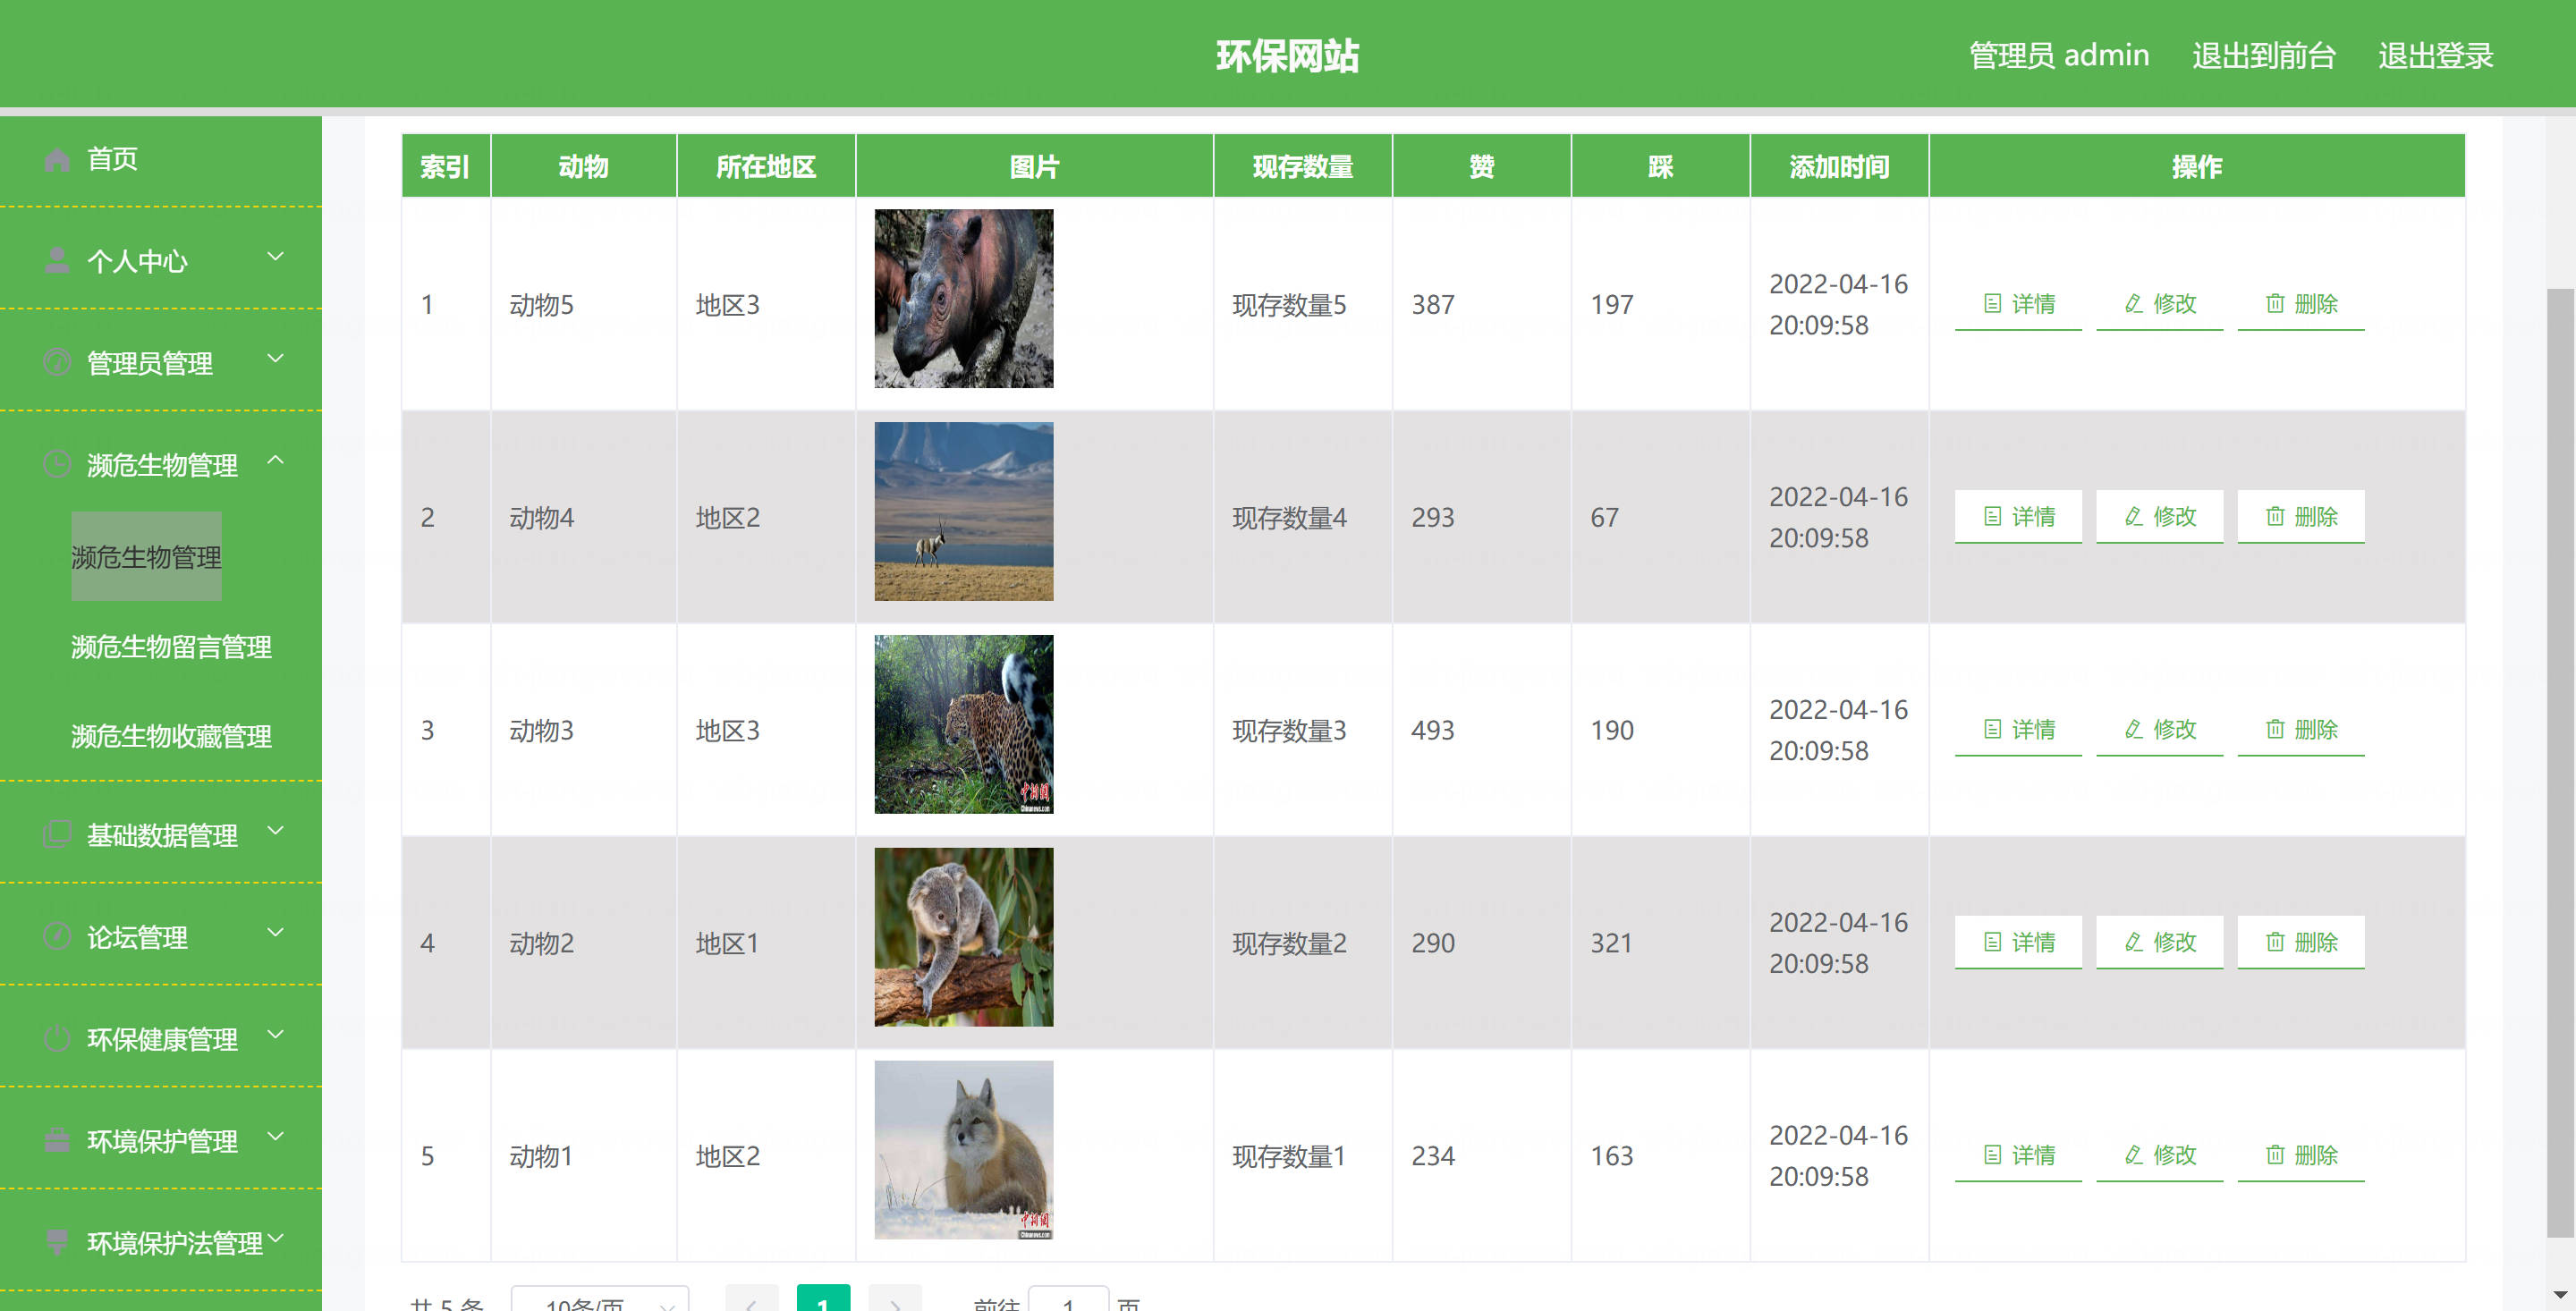 环保网站
管理员 admin
退出到前台
退出登录
首页
个人中心
管理员管理
濒危生物管理
濒危生物管理
濒危生物留言管理
濒危生物收藏管理
基础数据管理
论坛管理
环保健康管理
环境保护管理
环境保护法管理
索引 动物 所在地区 图片 现存数量 赞 踩 添加时间 操作
1 动物5 地区3 现存数量5 387 197 2022-04-16 20:09:58 详情 修改 删除
2 动物4 地区2 现存数量4 293 67 2022-04-16 20:09:58 详情 修改 删除
3 动物3 地区3 中新网 Chinanews.com 现存数量3 493 190 2022-04-16 20:09:58 详情 修改 删除
4 动物2 地区1 现存数量2 290 321 2022-04-16 20:09:58 详情 修改 删除
5 动物1 地区2 中新网 Chinanews.com 现存数量1 234 163 2022-04-16 20:09:58 详情 修改 删除
共 5 条 10条/页 1 前往 1 页